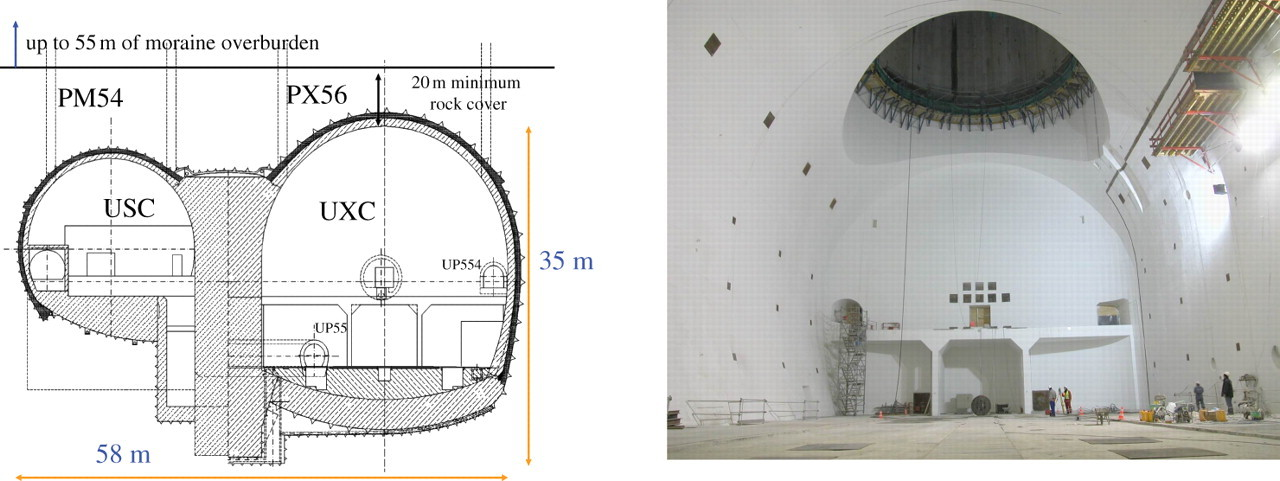 up to 55 m of moraine overburden
PM54
PX56
20 m minimum
rock cover
USC
UXC
UP554
35 m
UP55
58 m